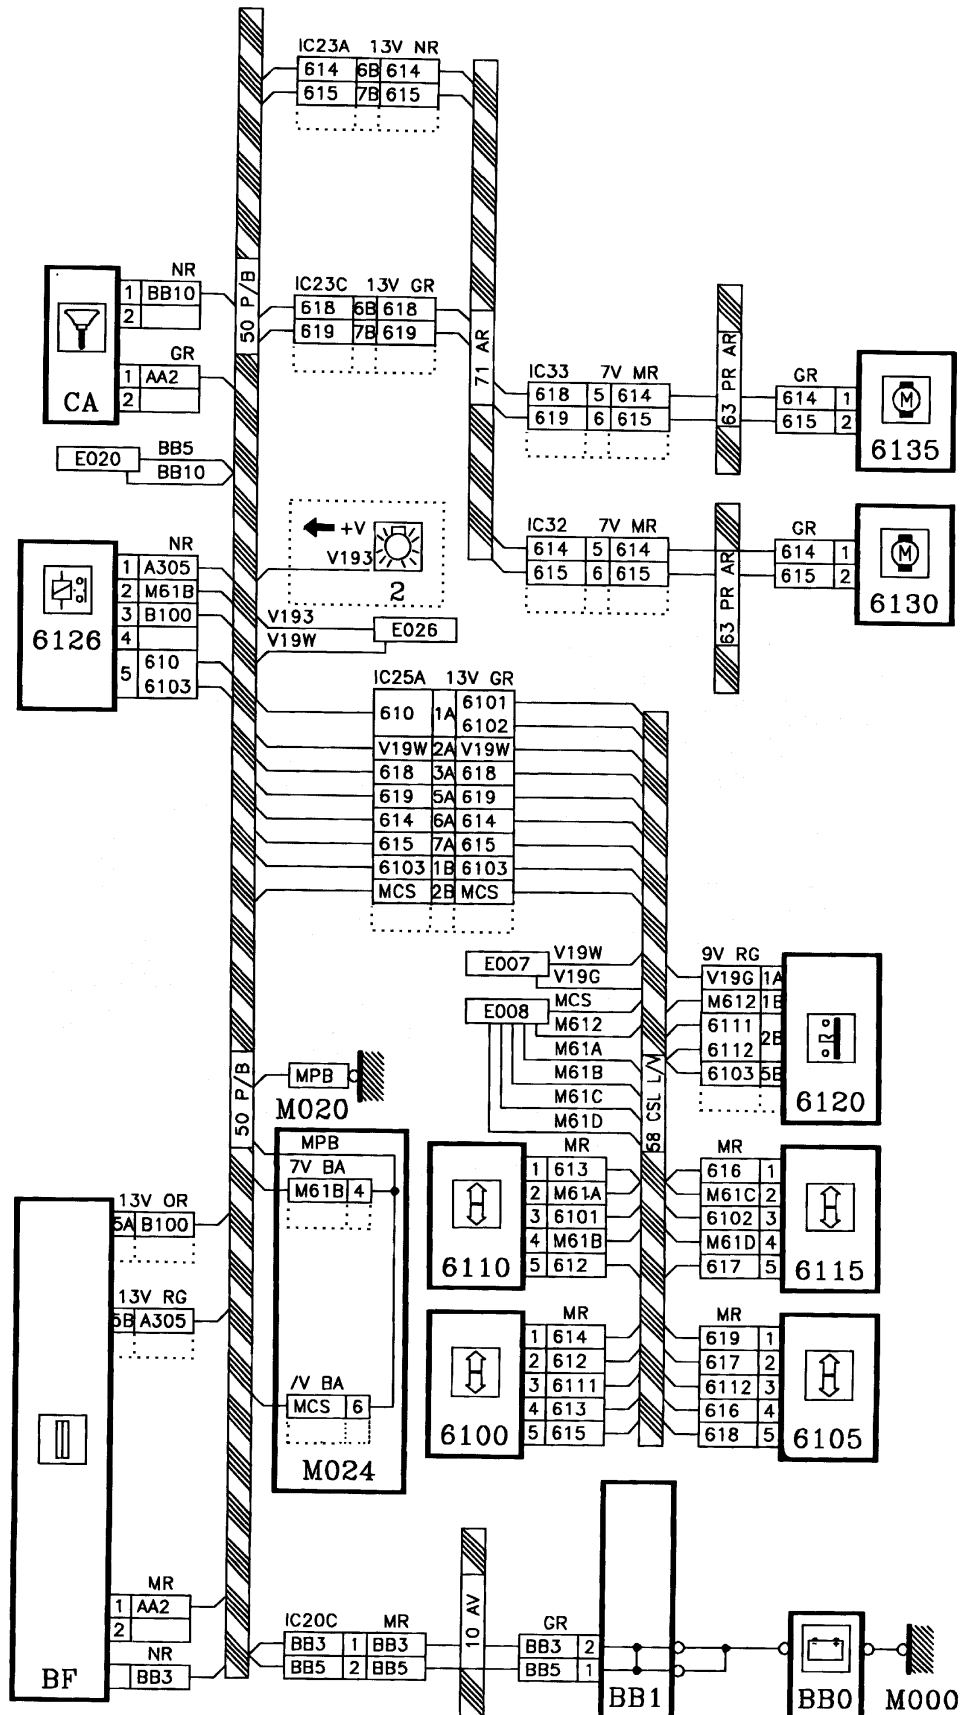 IC23A 13V NR
614 6B 614
615 7B 615
50 P/B
IC23C 13V GR
618 6B 618
619 7B 619
71 AR
NR
1 BB10
2
GR
1 AA2
2
CA
E020
BB5
BB10
IC33 7V MR
618 5 614
619 6 615
63 PR AR
GR
614 1
615 2
M
6135
+V
V193
2
IC32 7V MR
614 5 614
615 6 615
63 PR AR
GR
614 1
615 2
M
6130
NR
1 A305
2 M61B
3 B100
4
5 610
6103
6126
V193
V19W
E026
IC25A 13V GR
610 1A 6101
6102
V19W 2A V19W
618 3A 618
619 5A 619
614 6A 614
615 7A 615
6103 1B 6103
MCS 2B MCS
E007
V19W
V19G
E008
MCS
M612
M61A
M61B
M61C
M61D
58 CSL L/M
9V RG
V19G 1A
M612 1B
6111 2B
6112
6103 5B
6120
50 P/B
MPB
M020
MPB
7V BA
M61B 4
/V BA
MCS 6
M024
MR
1 613
2 M61A
3 6101
4 M61B
5 612
6110
MR
616 1
M61C 2
6102 3
M61D 4
617 5
6115
MR
1 614
2 612
3 6111
4 613
5 615
6100
MR
619 1
617 2
6112 3
616 4
618 5
6105
13V OR
5A B100
13V RG
5B A305
MR
1 AA2
2
NR
BB3
BF
IC20C MR
BB3 1 BB3
BB5 2 BB5
10 AV
GR
BB3 2
BB5 1
BB1
BB0
M000